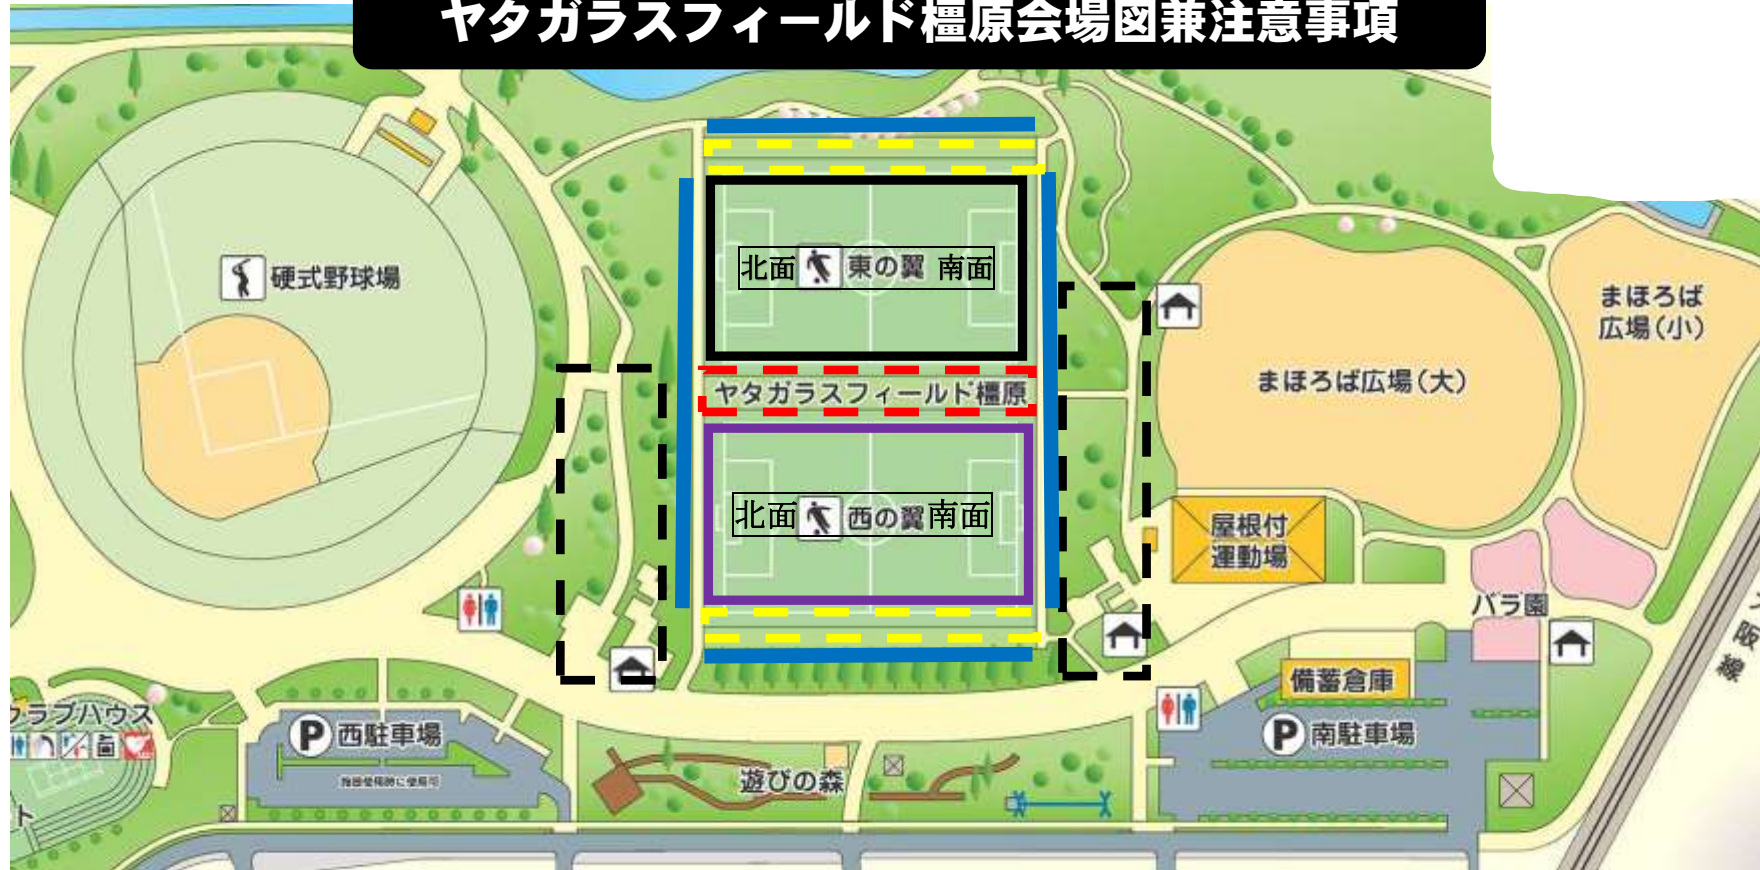 ヤタガラスフィールド橿原会場図兼注意事項
硬式野球場
北面 東の翼 南面
まほろば
広場(小)
まほろば広場(大)
ヤタガラスフィールド橿原
北面 西の翼 南面
屋根付
運動場
バラ園
阪
線
備蓄倉庫
クラブハウス
P 西駐車場
P 南駐車場
遊びの森
ト